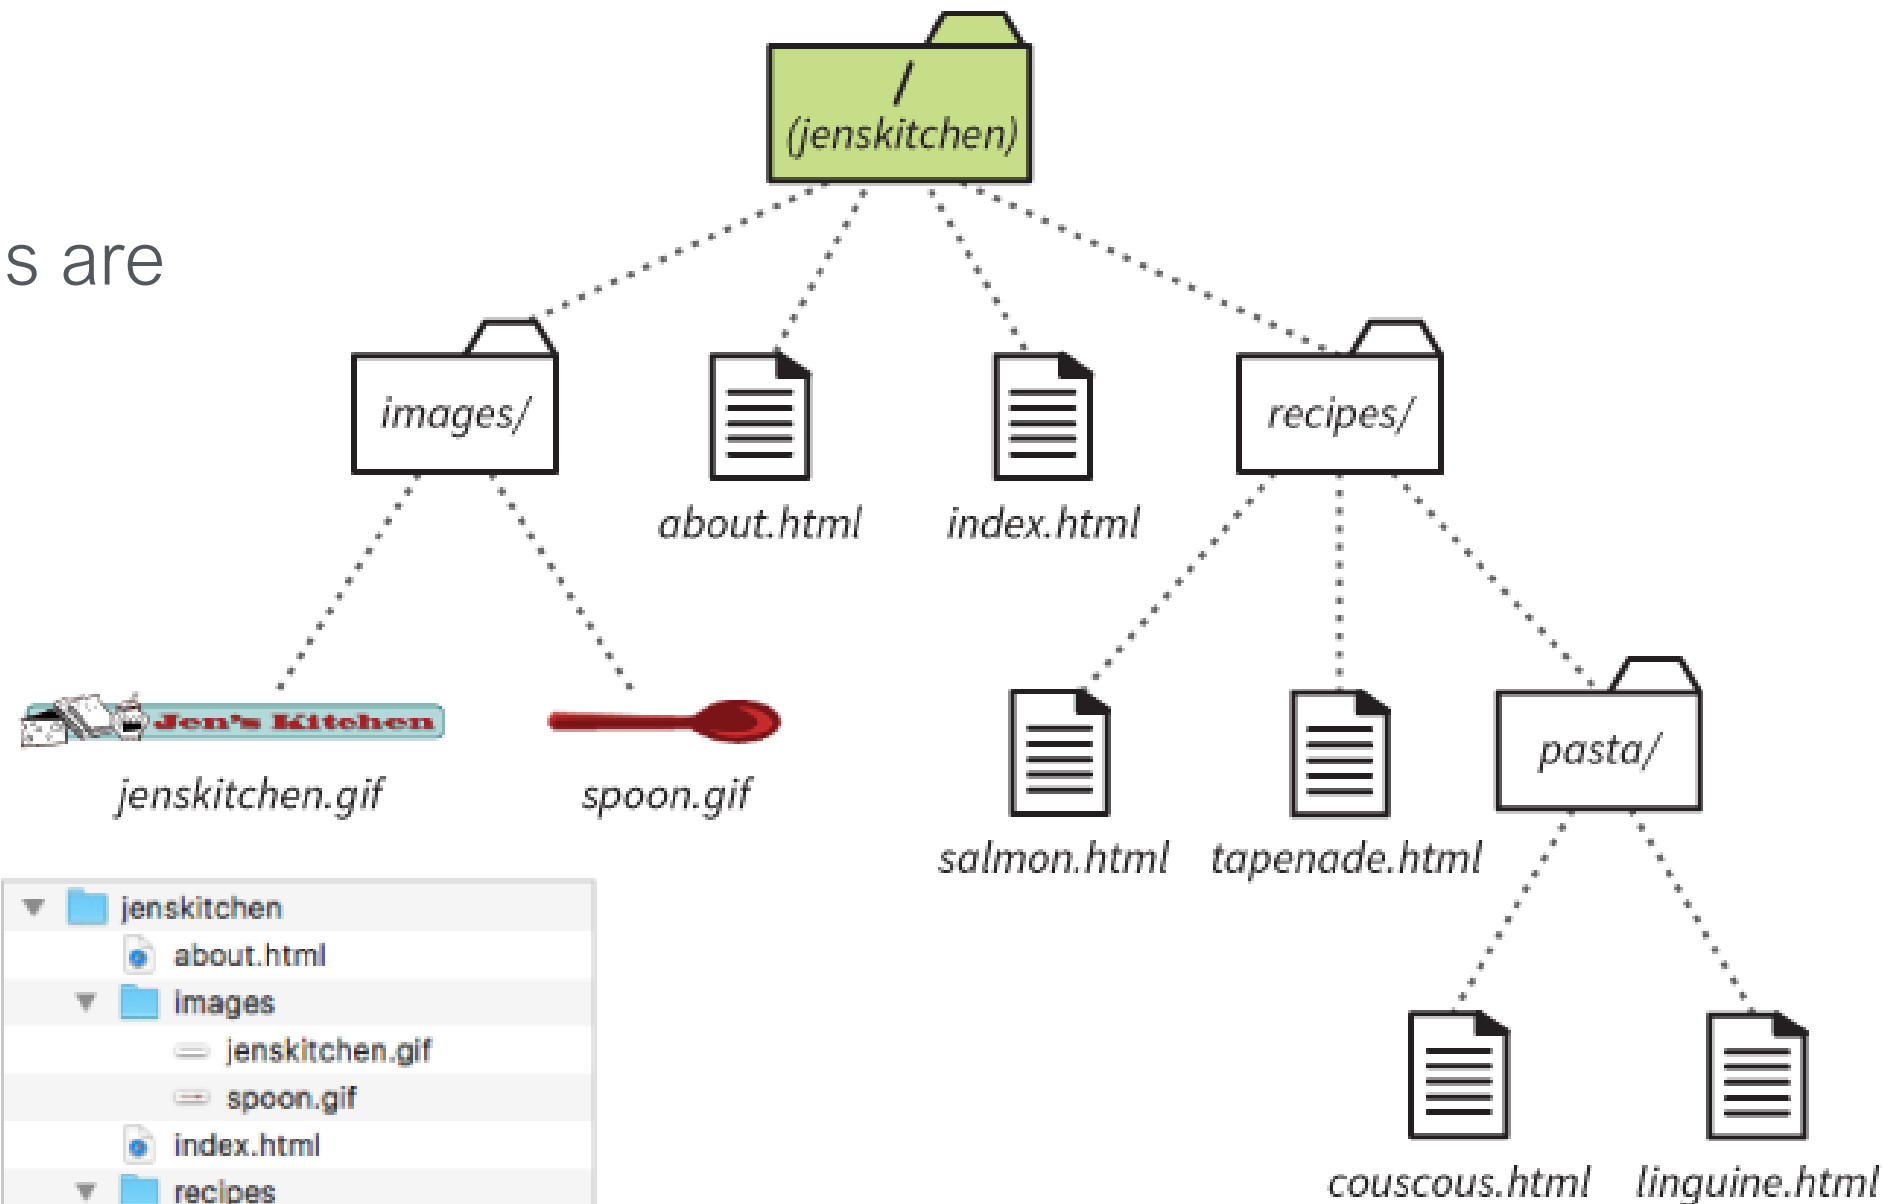 /
(jenskitchen)
s are
images/
recipes/
about.html
index.html
Jen's Kitchen
pasta/
jenskitchen.gif
spoon.gif
salmon.html
tapenade.html
jenskitchen
about.html
images
jenskitchen.gif
spoon.gif
index.html
recipes
couscous.html
linguine.html